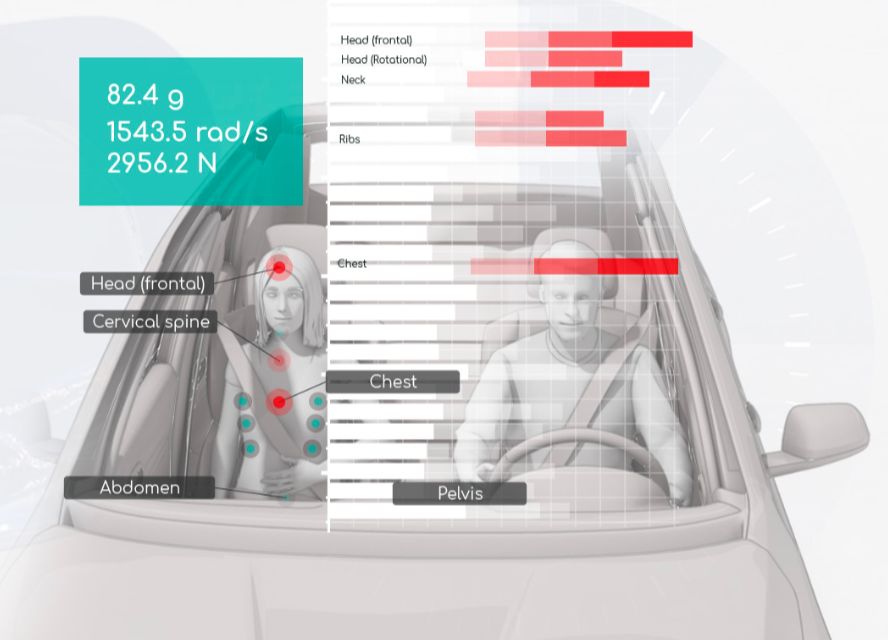 Head (frontal)
Head (Rotational)
Neck
82.4 g
1543.5 rad/s
2956.2 N
Ribs
Chest
Head (frontal)
Cervical spine
Chest
Abdomen
Pelvis